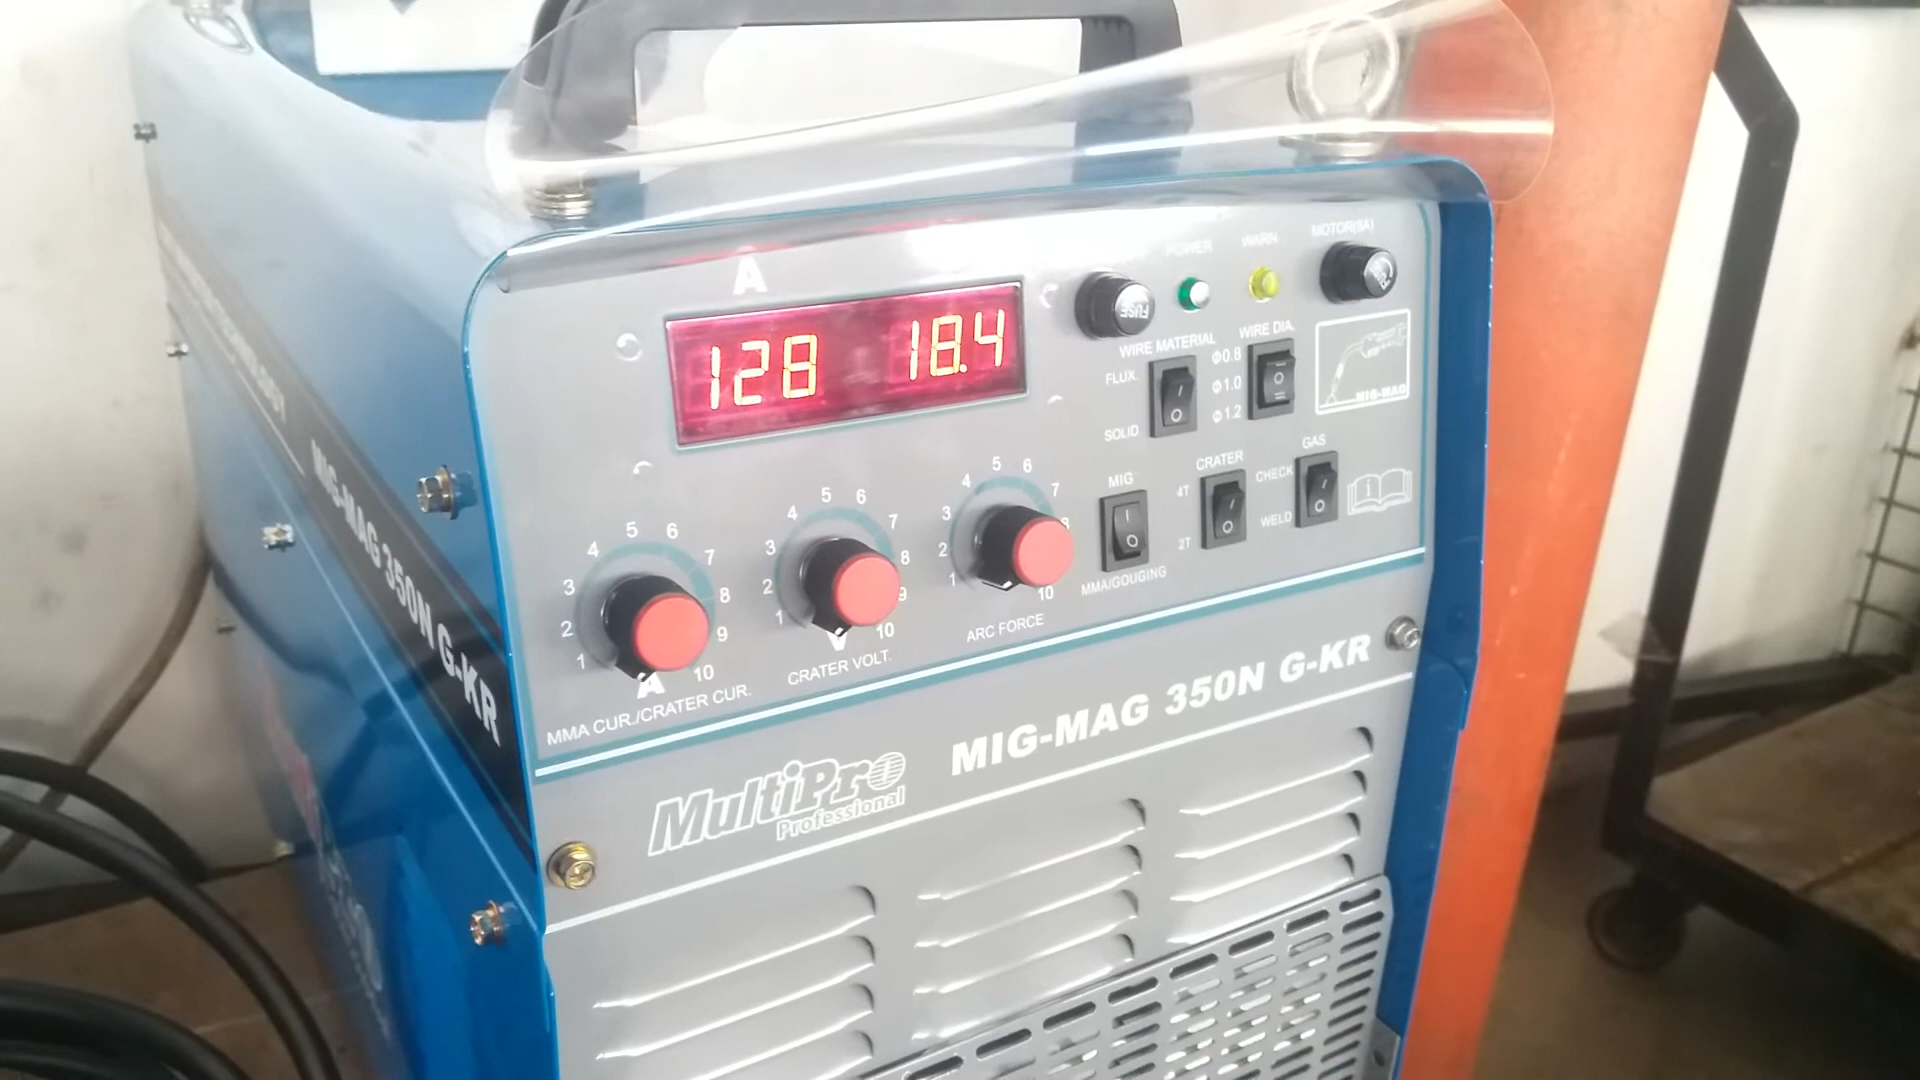 A
128 18.4
POWER
WARN
MOTOR(8A)
FUSE
WIRE MATERIAL
FLUX
SOLID
WIRE DIA.
Φ0.8
Φ1.0
Φ1.2
MIG-MAG
MIG
MMA/GOUGING
CRATER
4T
2T
GAS
CHECK
WELD
1 2 3 4 5 6 7 8 9 10
A
MMA CUR./CRATER CUR.
1 2 3 4 5 6 7 8 9 10
V
CRATER VOLT.
1 2 3 4 5 6 7 8 10
ARC FORCE
MIG-MAG 350N G-KR
MultiPro
Professional
MIG-MAG 350N G-KR